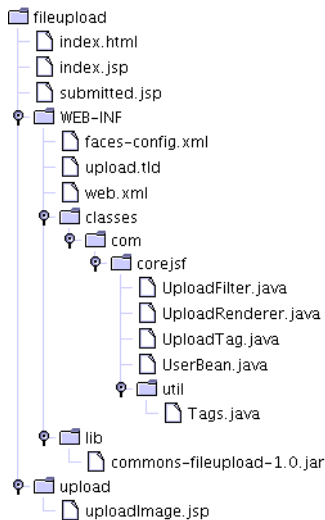 fileupload
index.html
index.jsp
submitted.jsp
WEB-INF
faces-config.xml
upload.tld
web.xml
classes
com
corejsf
UploadFilter.java
UploadRenderer.java
UploadTag.java
UserBean.java
util
Tags.java
lib
commons-fileupload-1.0.jar
upload
uploadImage.jsp